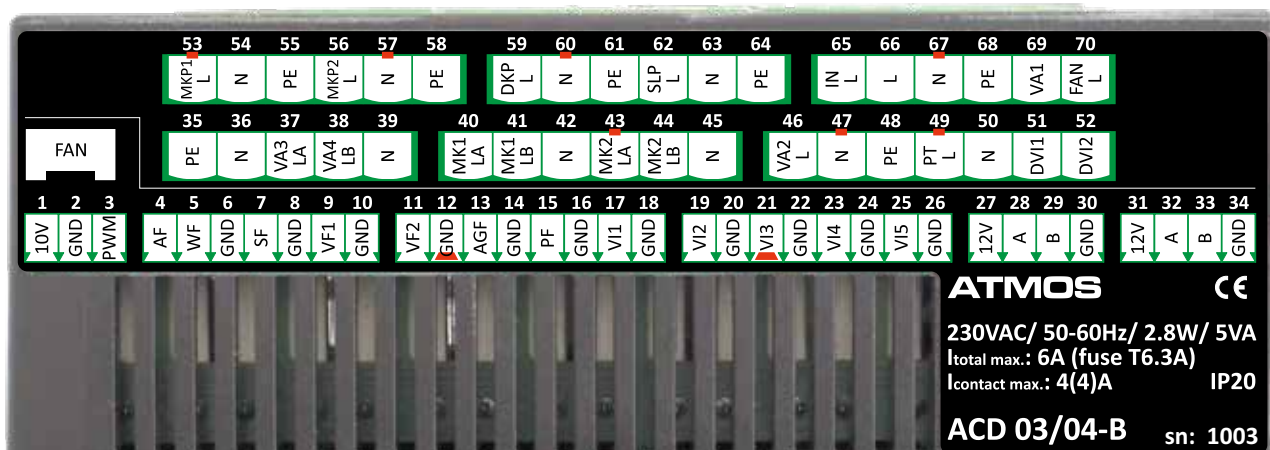 53 54 55 56 57 58 59 60 61 62 63 64 65 66 67 68 69 70
MKP1 L N PE MKP2 L N PE DKP L N PE SLP L N PE IN L L N PE VA1 FAN L
35 36 37 38 39 40 41 42 43 44 45 46 47 48 49 50 51 52
FAN
PE N VA3 LA VA4 LB N MK1 LA MK1 LB N MK2 LA MK2 LB N VA2 L N PE PT L N DVI1 DVI2
1 2 3 4 5 6 7 8 9 10 11 12 13 14 15 16 17 18 19 20 21 22 23 24 25 26 27 28 29 30 31 32 33 34
10V GND PWM AF WF GND SF GND VF1 GND VF2 GND AGF GND PF GND VI1 GND VI2 GND VI3 GND VI4 GND VI5 GND 12V A B GND 12V A B GND
ATMOS CE
230VAC/ 50-60Hz/ 2.8W/ 5VA
Itotal max.: 6A (fuse T6.3A)
Icontact max.: 4(4)A IP20
ACD 03/04-B sn: 1003